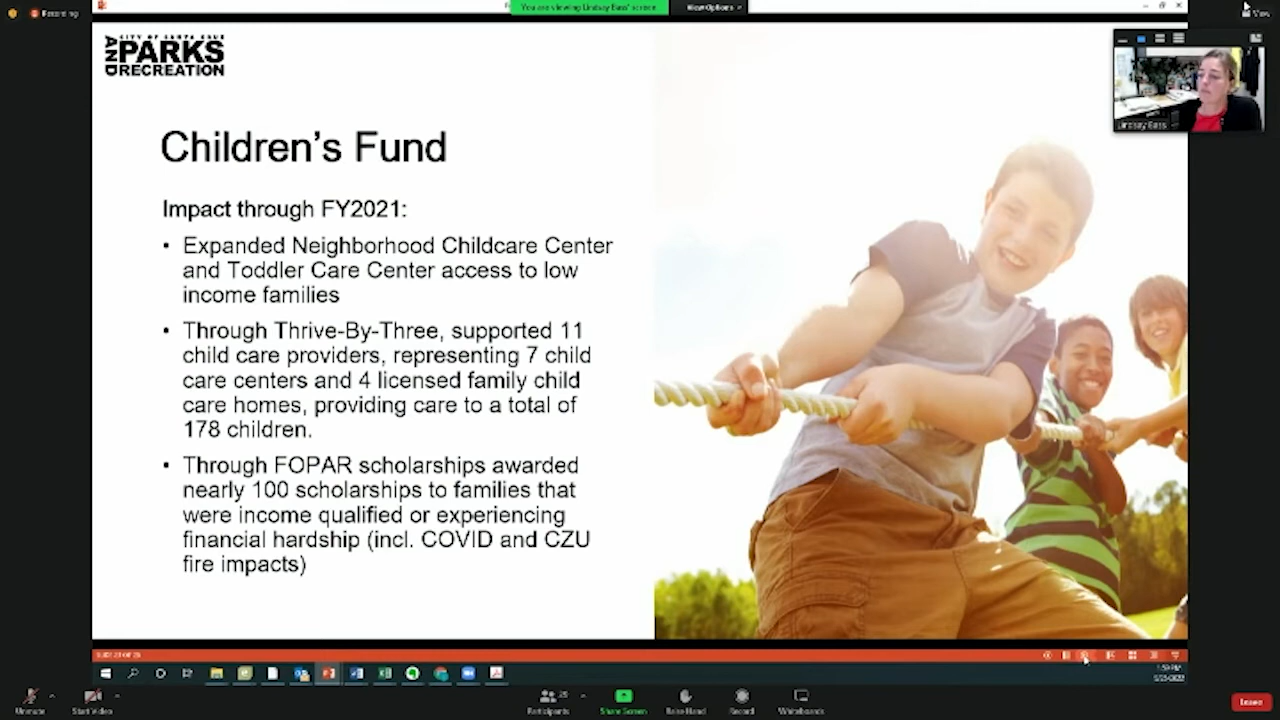 Recording
You are viewing Lindsay Bass' screen
View Options
View
CITY OF SANTA CRUZ
PARKS
AND RECREATION
Lindsay Bass
Children's Fund
Impact through FY2021:
• Expanded Neighborhood Childcare Center
and Toddler Care Center access to low
income families
• Through Thrive-By-Three, supported 11
child care providers, representing 7 child
care centers and 4 licensed family child
care homes, providing care to a total of
178 children.
• Through FOPAR scholarships awarded
nearly 100 scholarships to families that
were income qualified or experiencing
financial hardship (incl. COVID and CZU
fire impacts)
Unmute
Start Video
Participants
Share Screen
Raise Hand
Record
Whiteboards
Leave